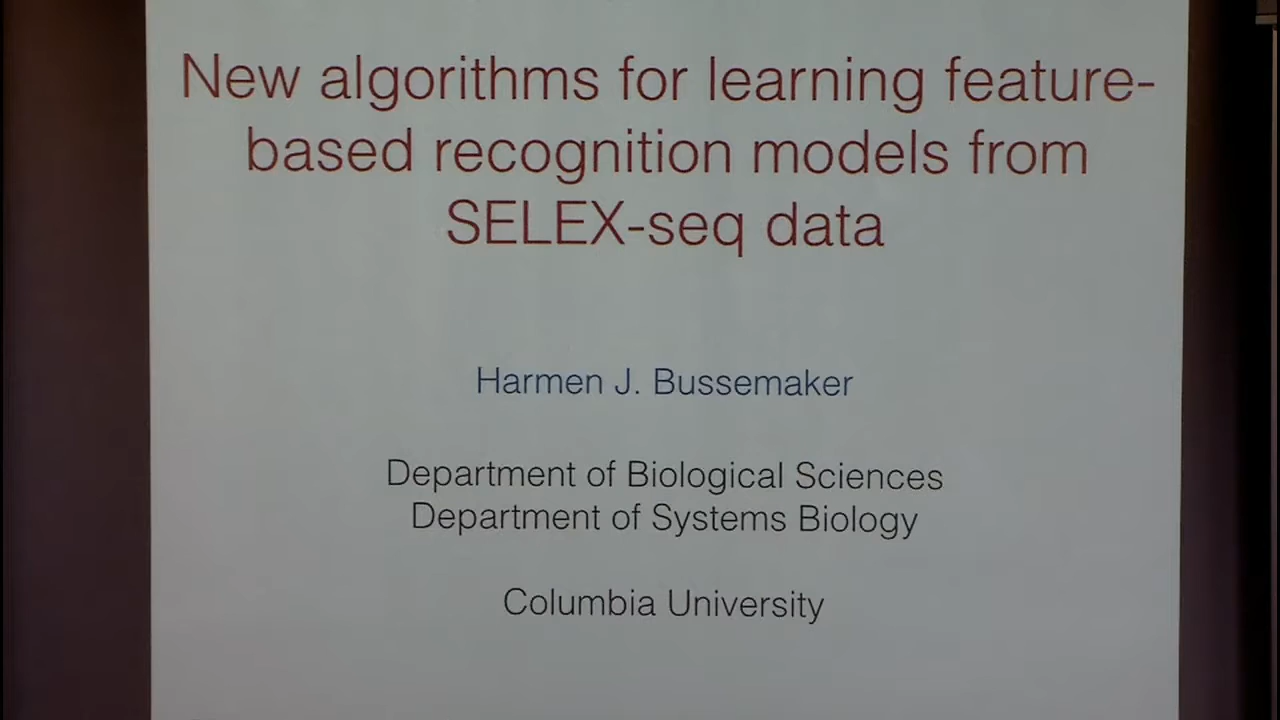 New algorithms for learning feature-
based recognition models from
SELEX-seq data
Harmen J. Bussemaker
Department of Biological Sciences
Department of Systems Biology
Columbia University